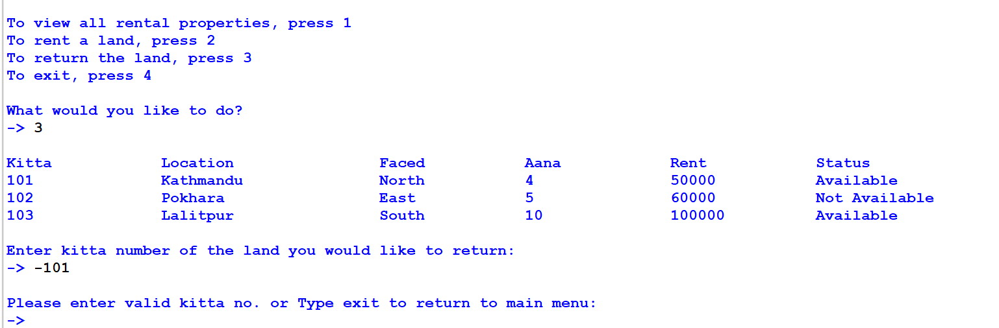 To view all rental properties, press 1
To rent a land, press 2
To return the land, press 3
To exit, press 4
What would you like to do?
-> 3
Kitta Location Faced Aana Rent Status
101 Kathmandu North 4 50000 Available
102 Pokhara East 5 60000 Not Available
103 Lalitpur South 10 100000 Available
Enter kitta number of the land you would like to return:
-> -101
Please enter valid kitta no. or Type exit to return to main menu:
->